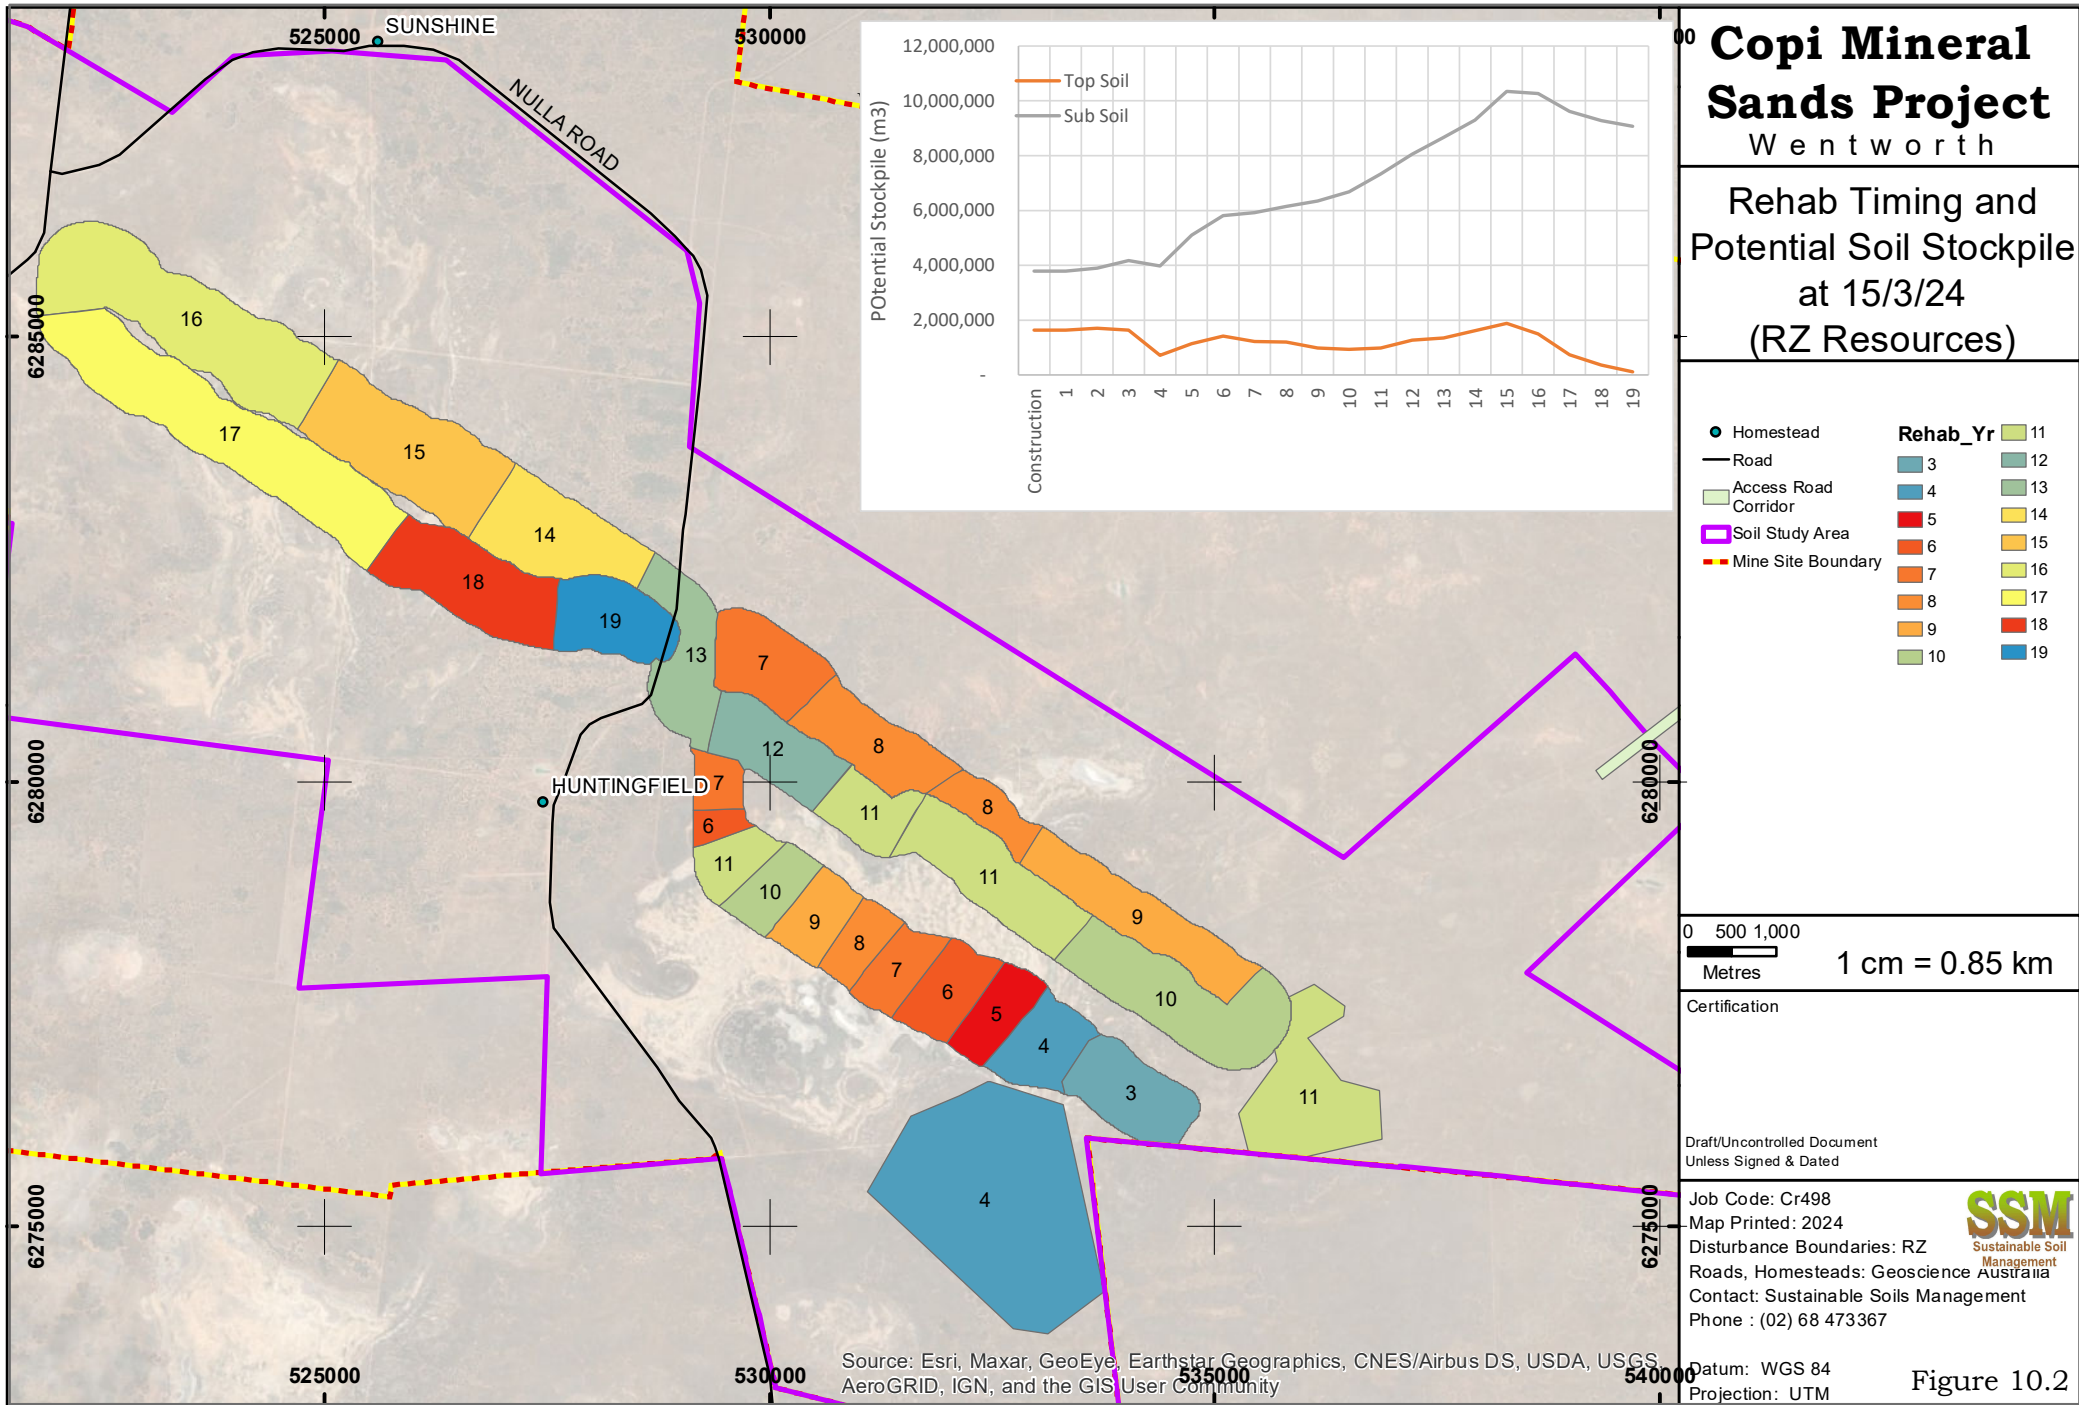 SUNSHINE
525000
530000
NULLA ROAD
12,000,000
10,000,000
8,000,000
6,000,000
4,000,000
2,000,000
-
POtential Stockpile (m3)
Top Soil
Sub Soil
Construction
1
2
3
4
5
6
7
8
9
10
11
12
13
14
15
16
17
18
19
00
Copi Mineral
Sands Project
Wentworth
Rehab Timing and
Potential Soil Stockpile
at 15/3/24
(RZ Resources)
Homestead
Road
Access Road
Corridor
Soil Study Area
Mine Site Boundary
Rehab_Yr
3
4
5
6
7
8
9
10
11
12
13
14
15
16
17
18
19
6285000
16
17
15
14
18
19
13
7
12
8
6280000
HUNTINGFIELD
7
6
11
8
6280000
11
10
11
9
9
8
7
6
5
4
3
10
11
4
6275000
6275000
0 500 1,000
Metres
1 cm = 0.85 km
Certification
Draft/Uncontrolled Document
Unless Signed & Dated
Job Code: Cr498
Map Printed: 2024
Disturbance Boundaries: RZ
Roads, Homesteads: Geoscience Australia
Contact: Sustainable Soils Management
Phone : (02) 68 473367
SSM
Sustainable Soil
Management
Datum: WGS 84
Projection: UTM
Figure 10.2
Source: Esri, Maxar, GeoEye, Earthstar Geographics, CNES/Airbus DS, USDA, USGS,
AeroGRID, IGN, and the GIS User Community
525000
530000
535000
540000